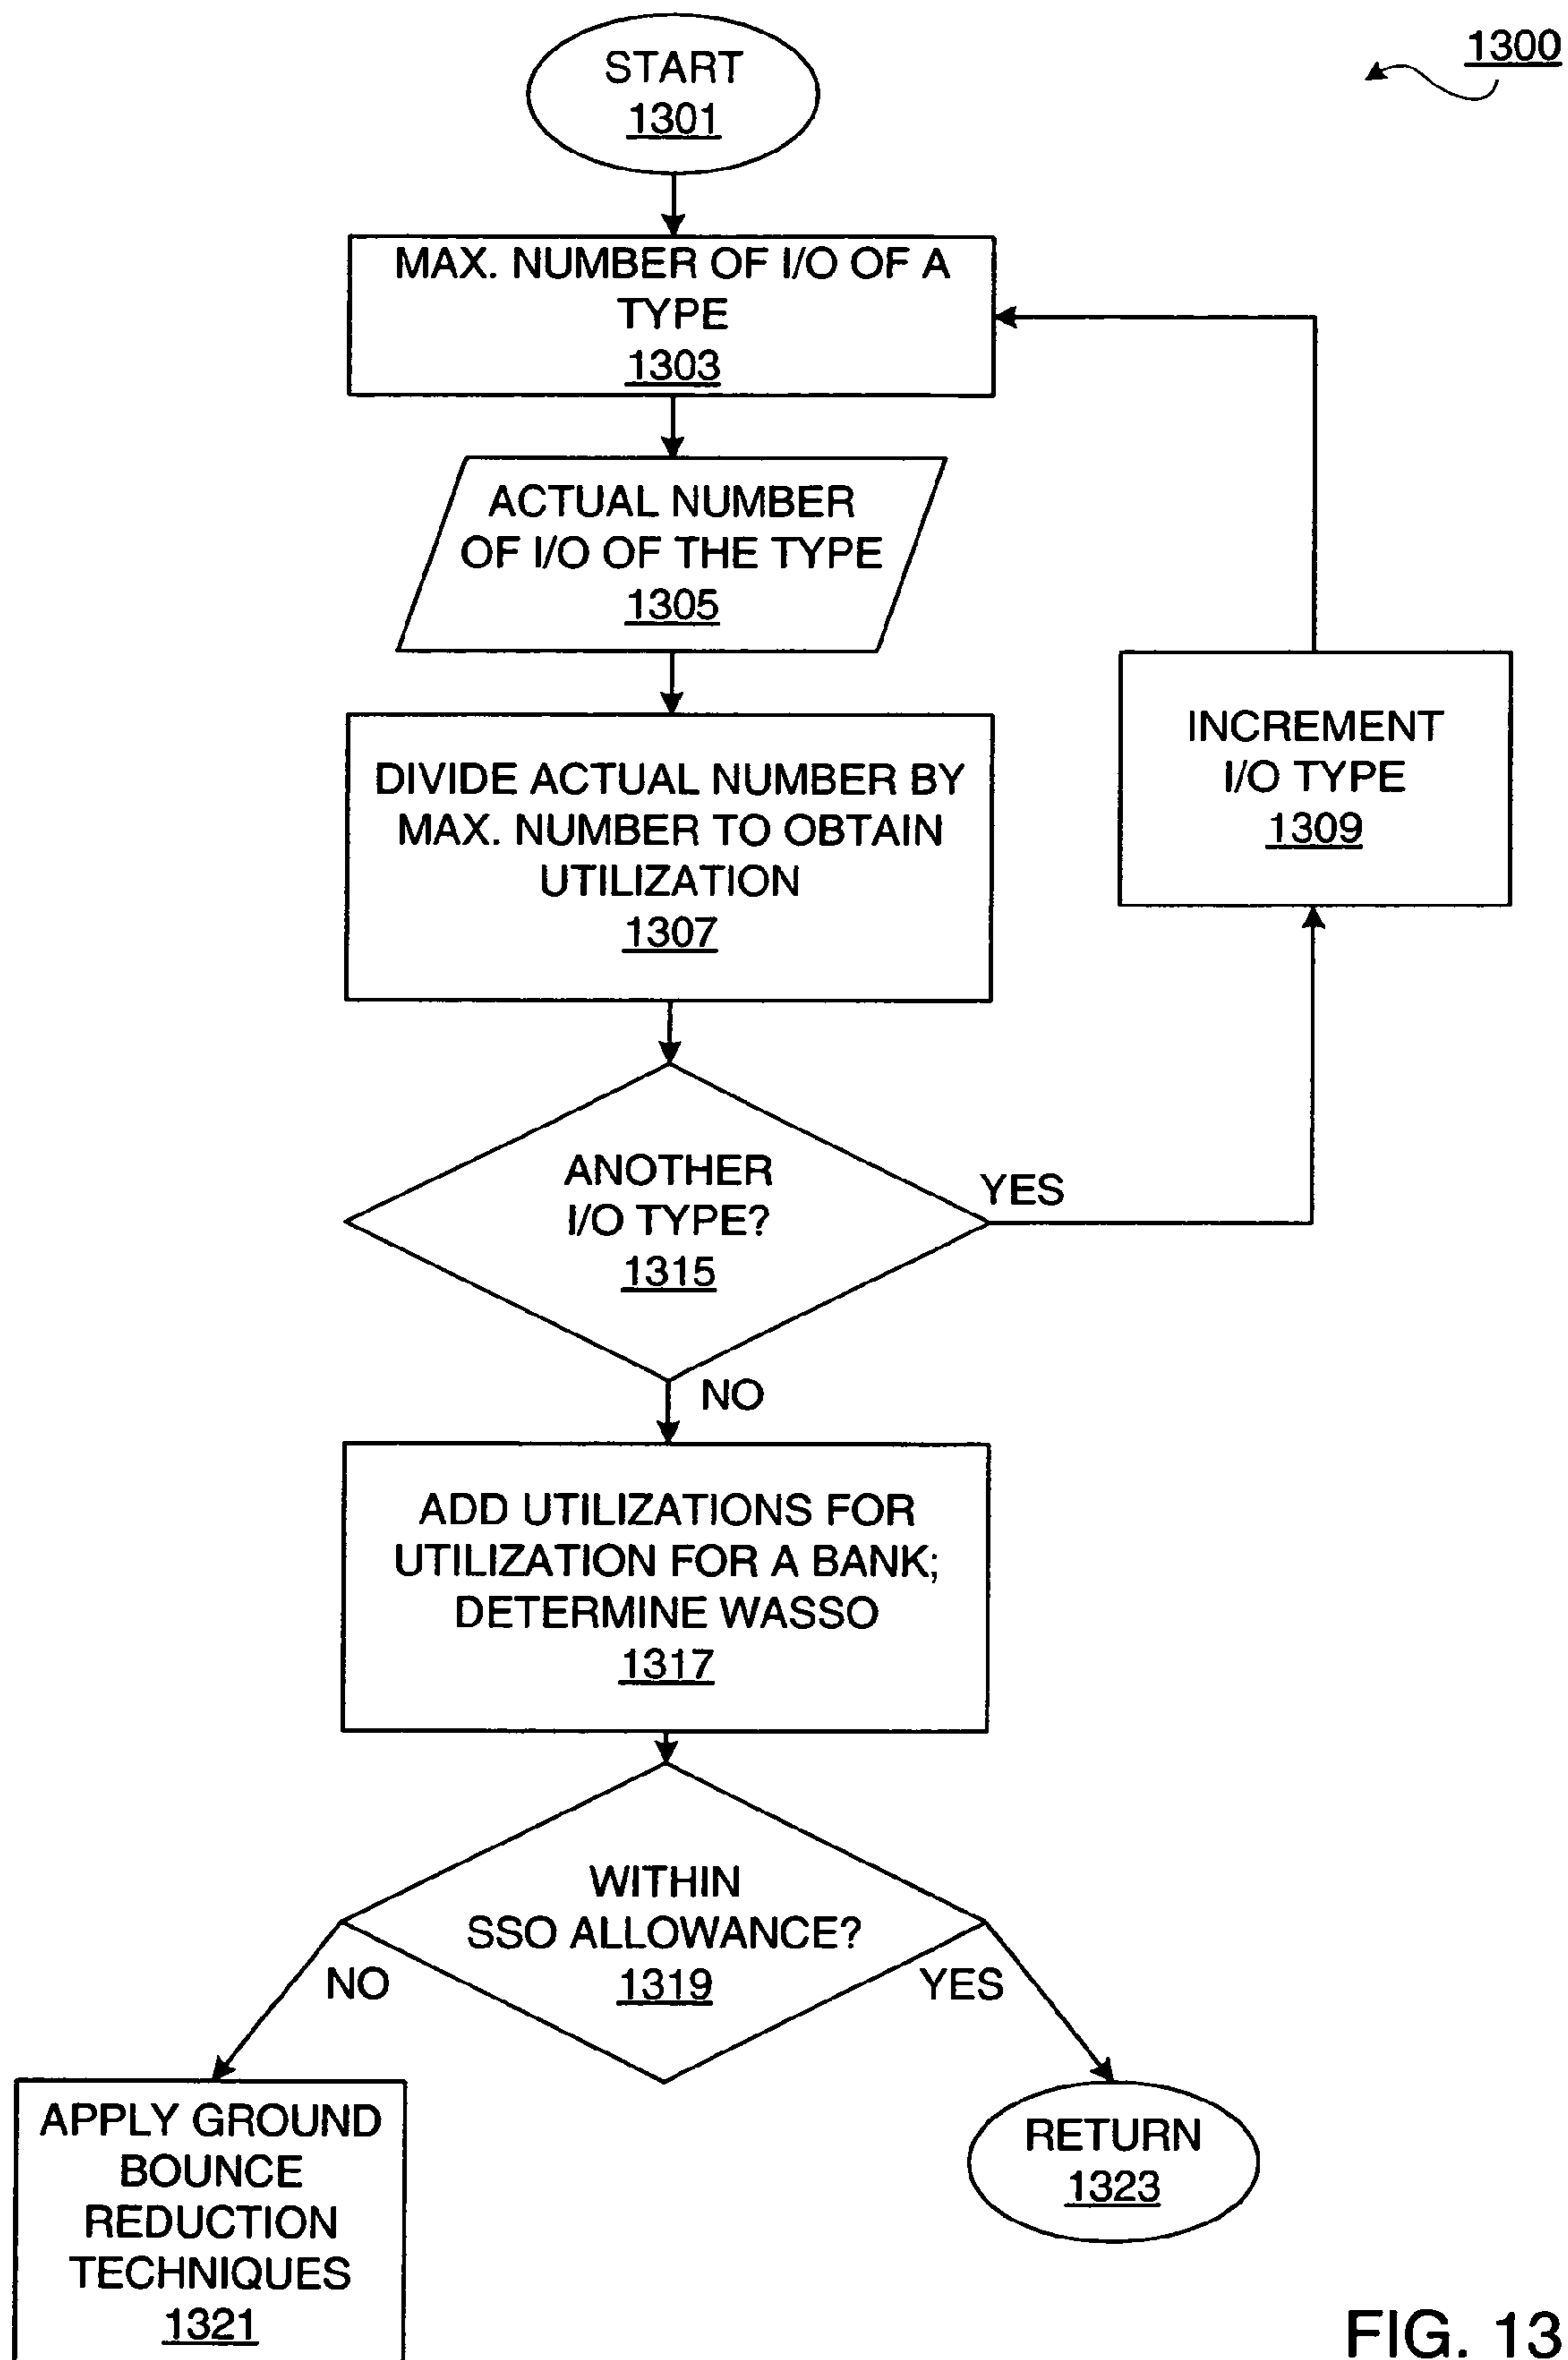 1300
START
1301
MAX. NUMBER OF I/O OF A
TYPE
1303
ACTUAL NUMBER
OF I/O OF THE TYPE
1305
DIVIDE ACTUAL NUMBER BY
MAX. NUMBER TO OBTAIN
UTILIZATION
1307
INCREMENT
I/O TYPE
1309
ANOTHER
I/O TYPE?
1315
YES
NO
ADD UTILIZATIONS FOR
UTILIZATION FOR A BANK;
DETERMINE WASSO
1317
WITHIN
SSO ALLOWANCE?
1319
NO
YES
APPLY GROUND
BOUNCE
REDUCTION
TECHNIQUES
1321
RETURN
1323
FIG. 13